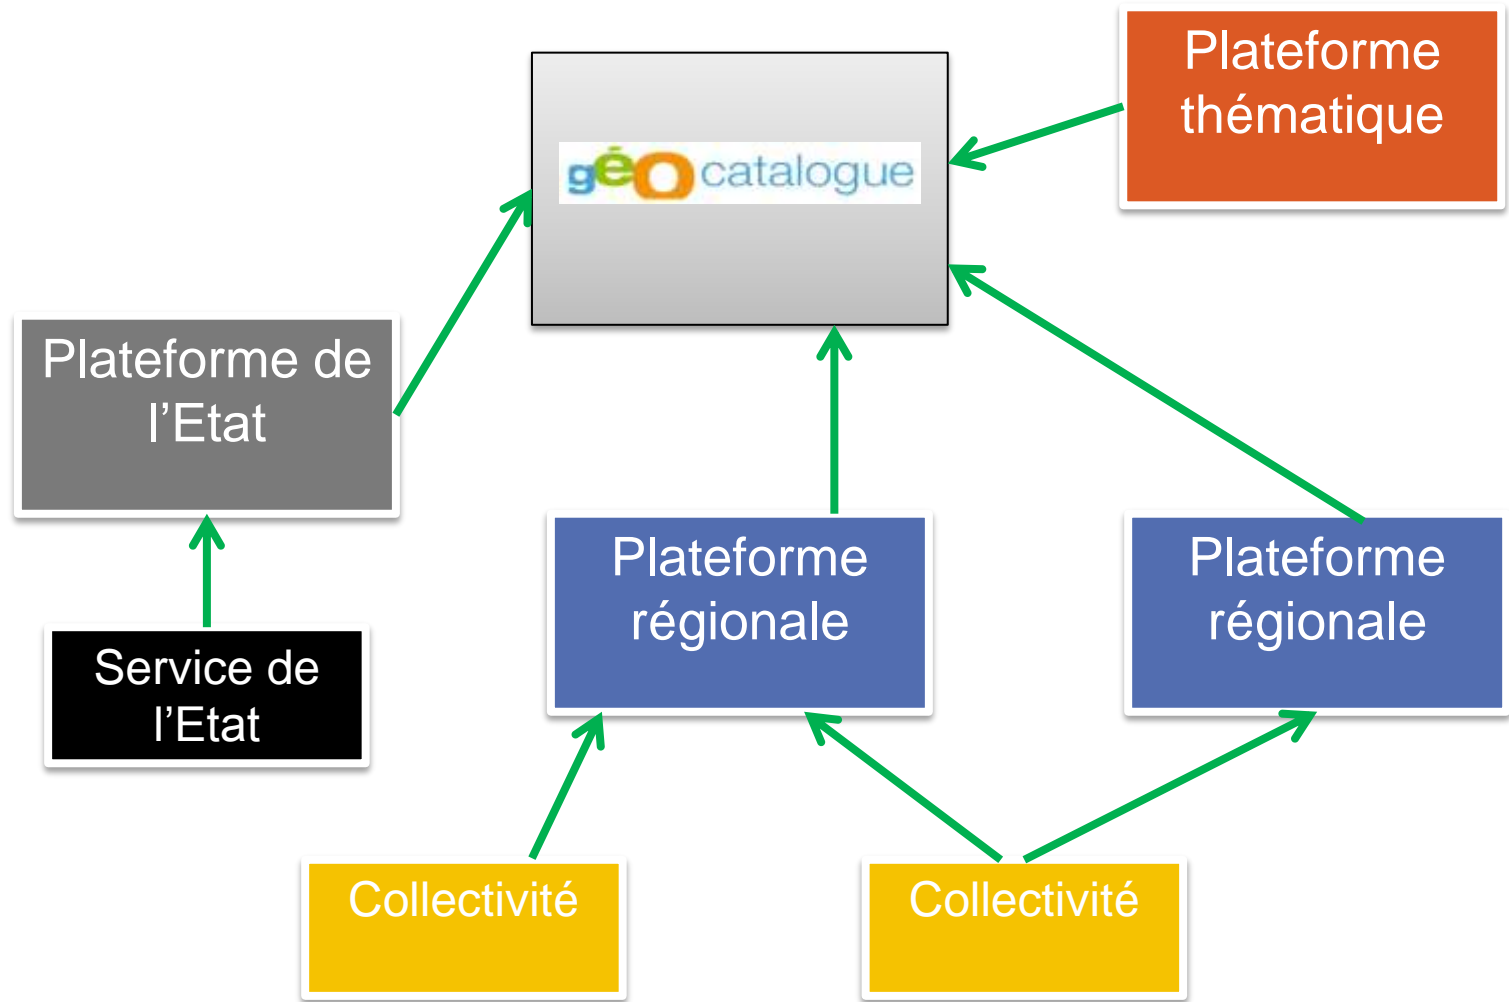 Plateforme
thématique
géo catalogue
Plateforme de
l’Etat
Plateforme
régionale
Plateforme
régionale
Service de
l’Etat
Collectivité
Collectivité